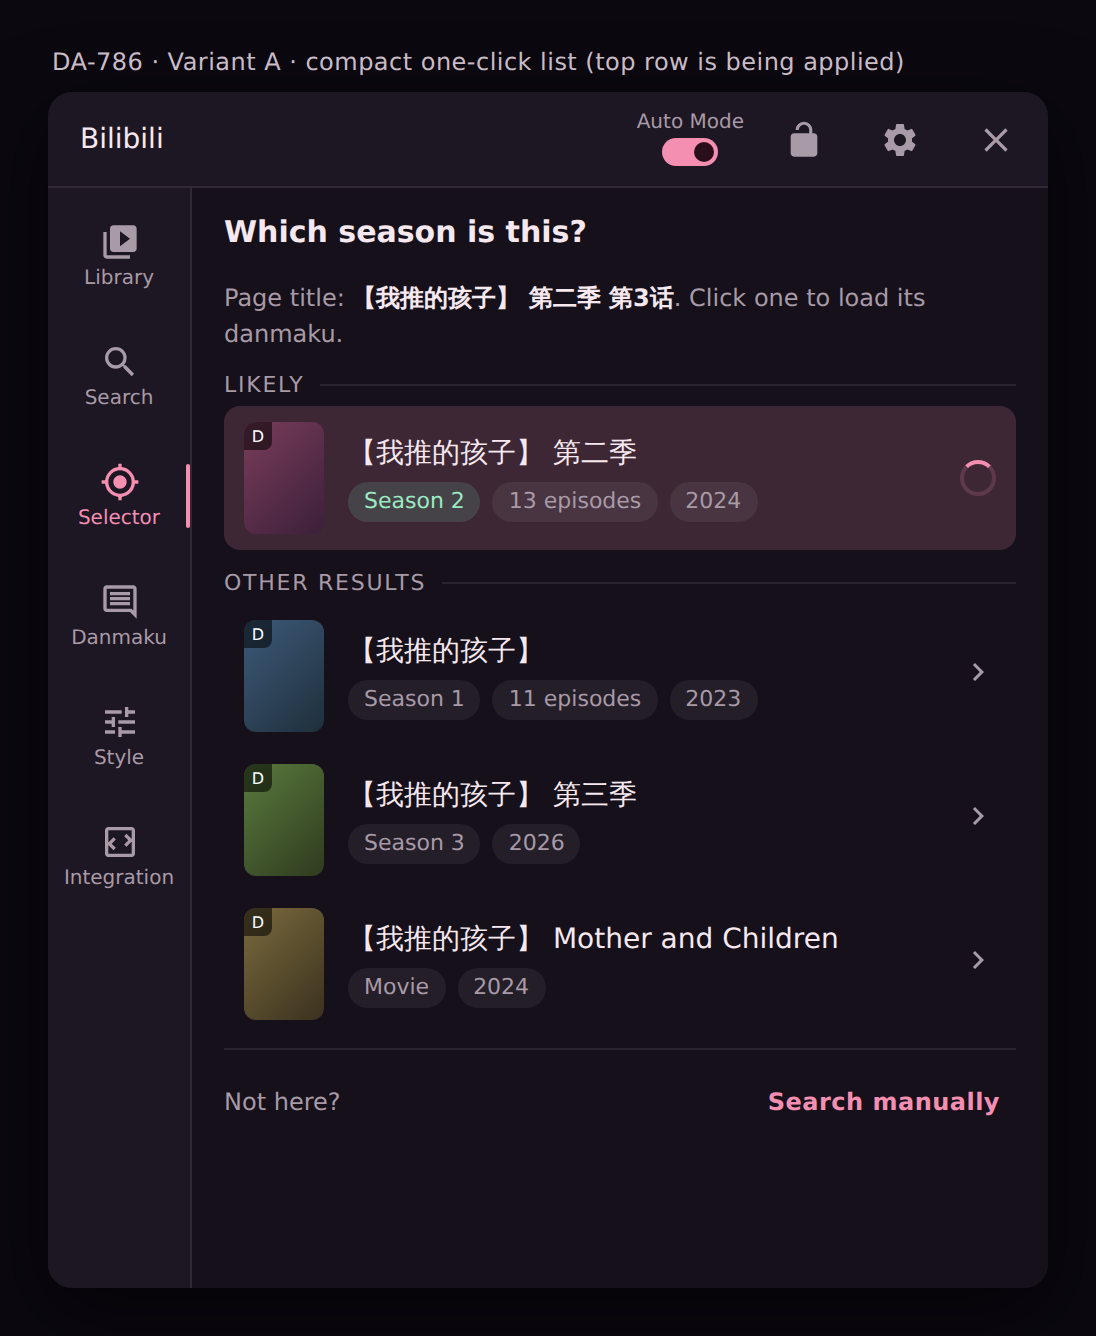 DA-786 · Variant A · compact one-click list (top row is being applied)
Bilibili
Auto Mode
Library
Search
Selector
Danmaku
Style
Integration
Which season is this?
Page title: 【我推的孩子】 第二季 第3话. Click one to load its
danmaku.
LIKELY
D
【我推的孩子】 第二季
Season 2 13 episodes 2024
OTHER RESULTS
D
【我推的孩子】
Season 1 11 episodes 2023
D
【我推的孩子】 第三季
Season 3 2026
D
【我推的孩子】 Mother and Children
Movie 2024
Not here? Search manually